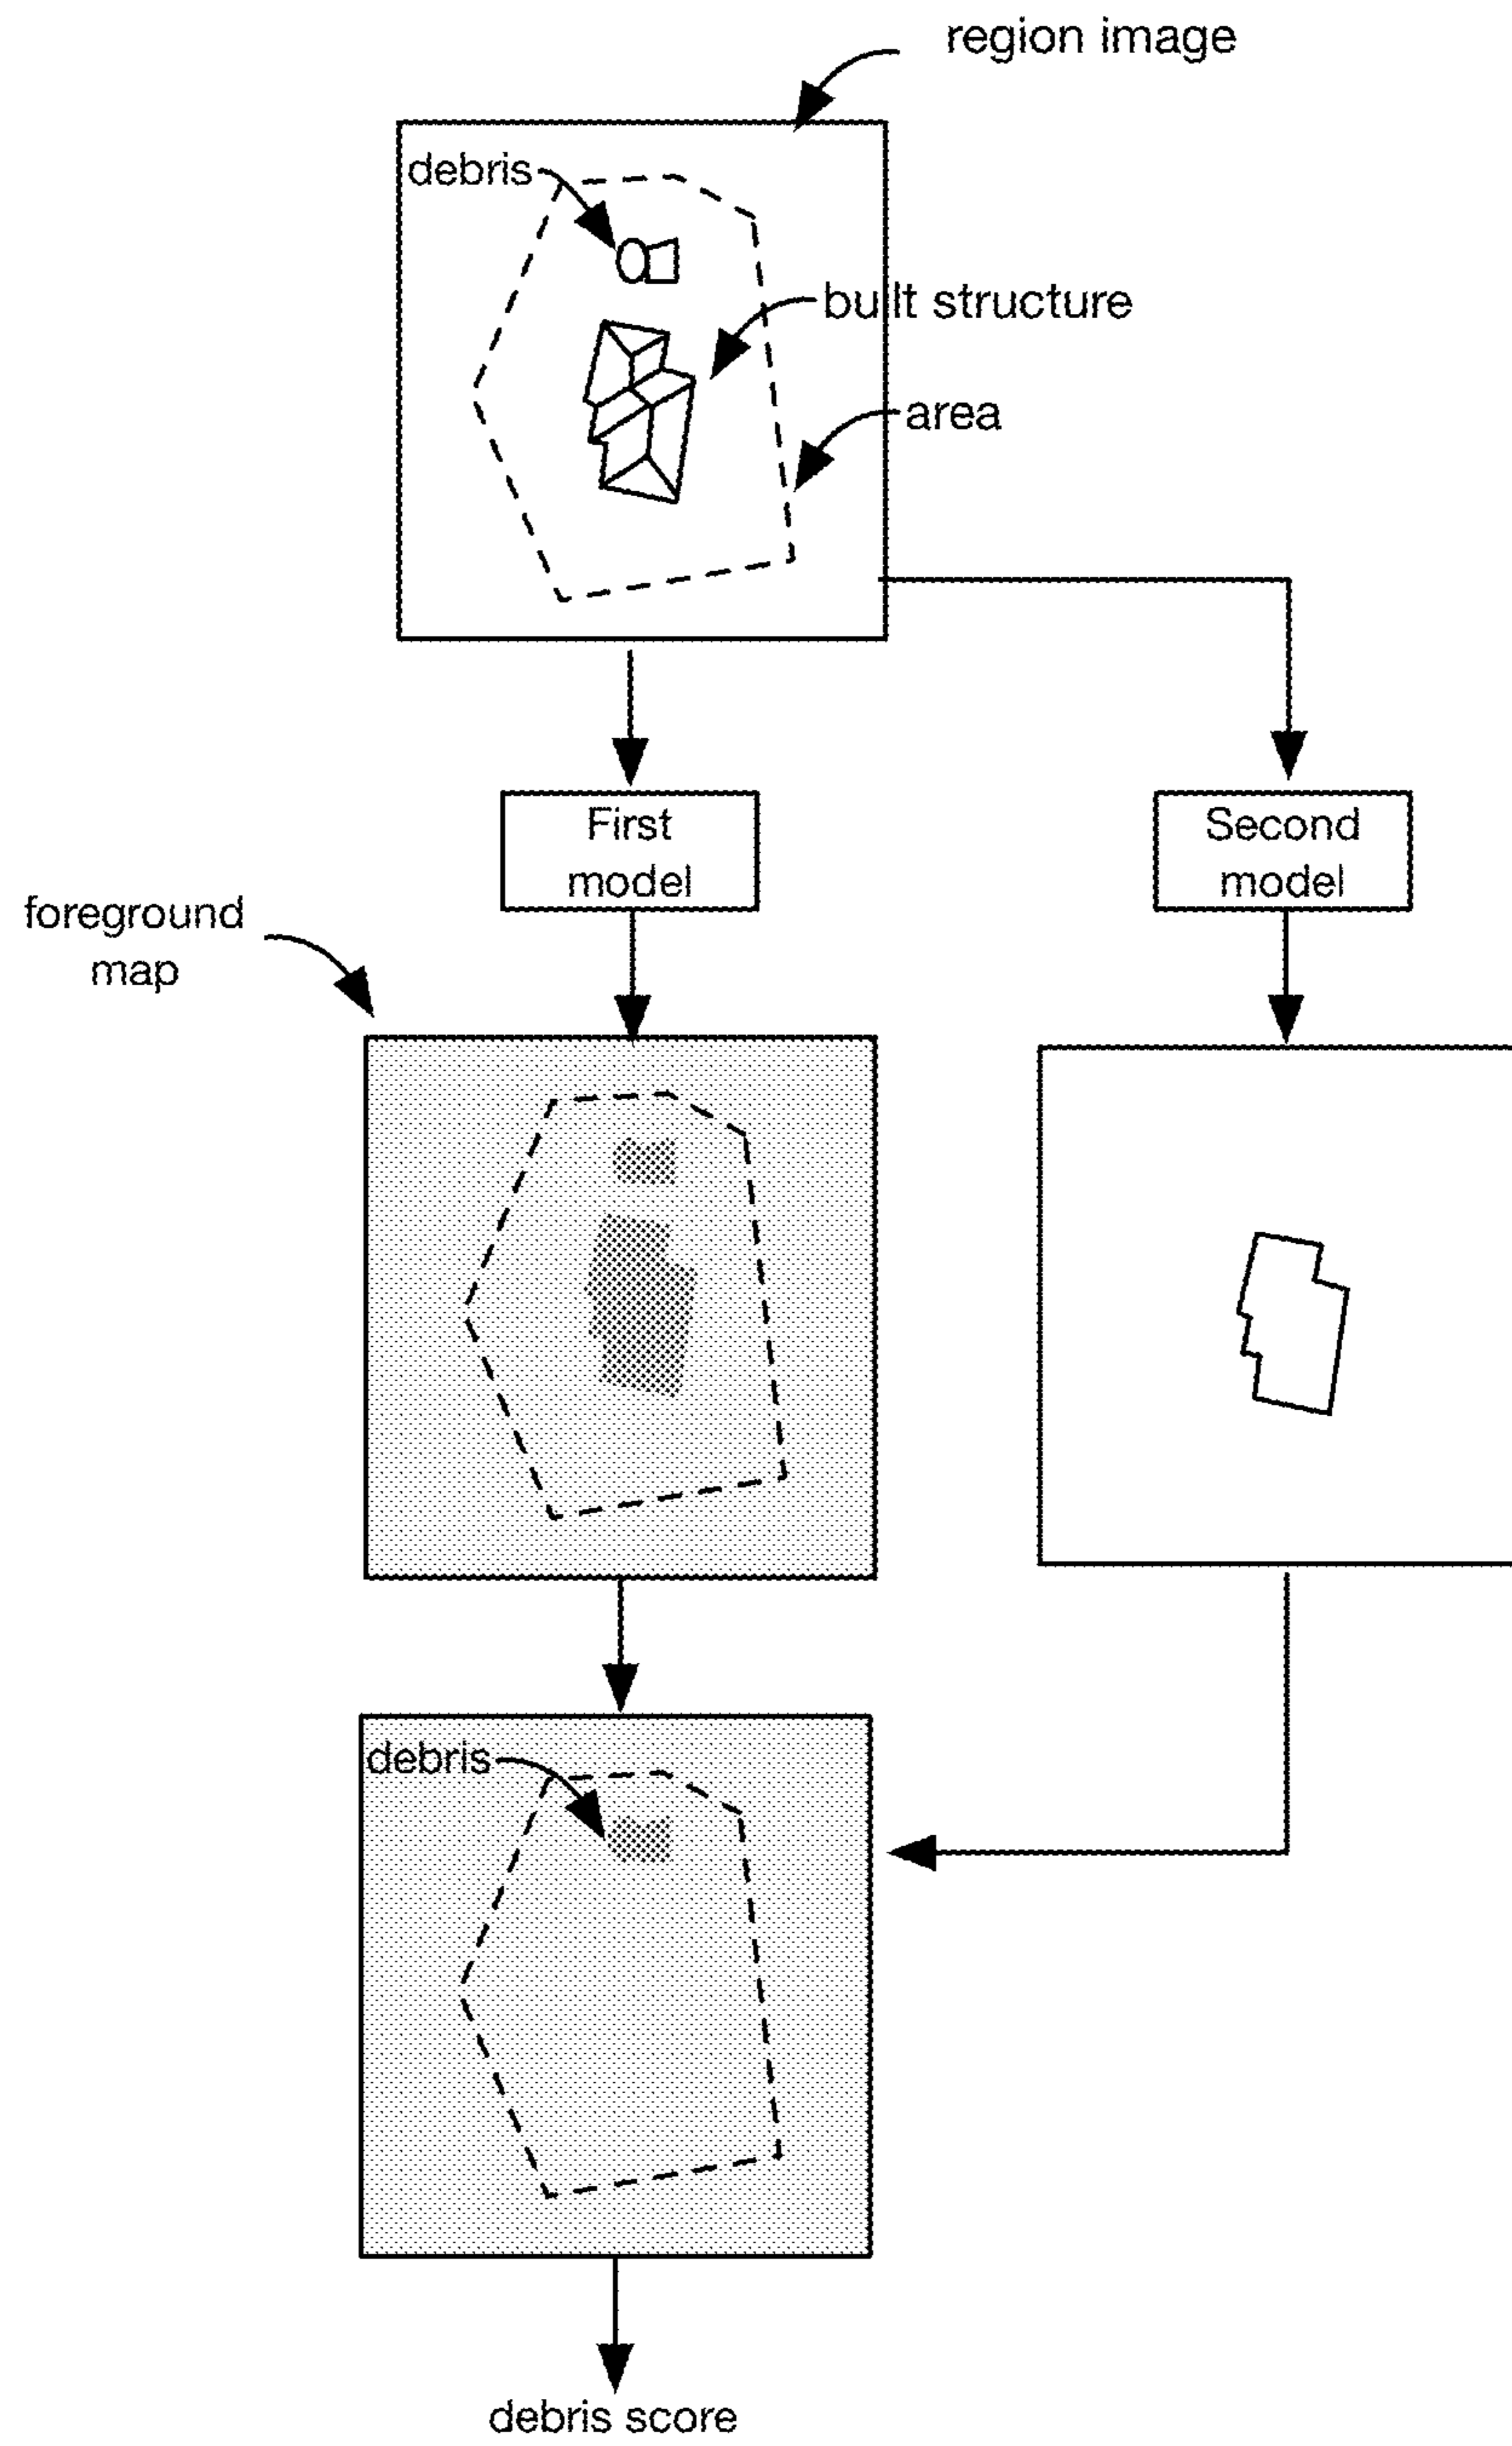 region image
debris
built structure
area
First
model
Second
model
foreground
map
debris
debris score